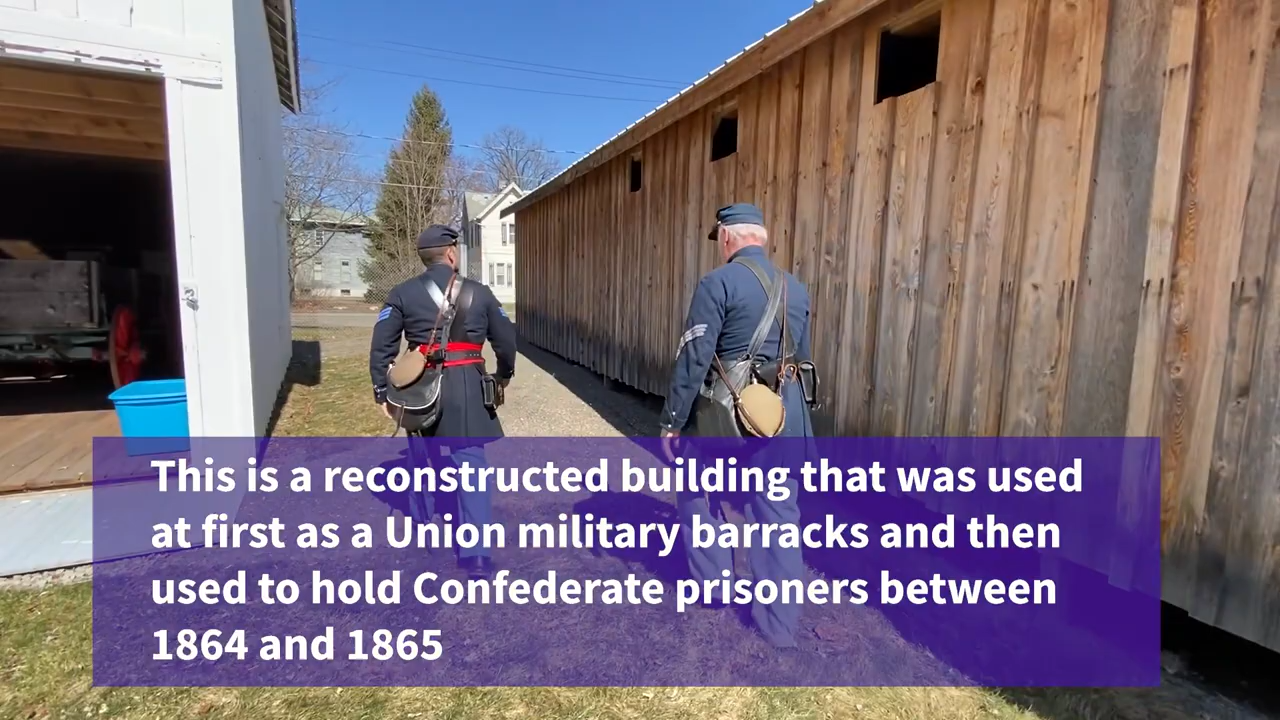 This is a reconstructed building that was used
at first as a Union military barracks and then
used to hold Confederate prisoners between
1864 and 1865